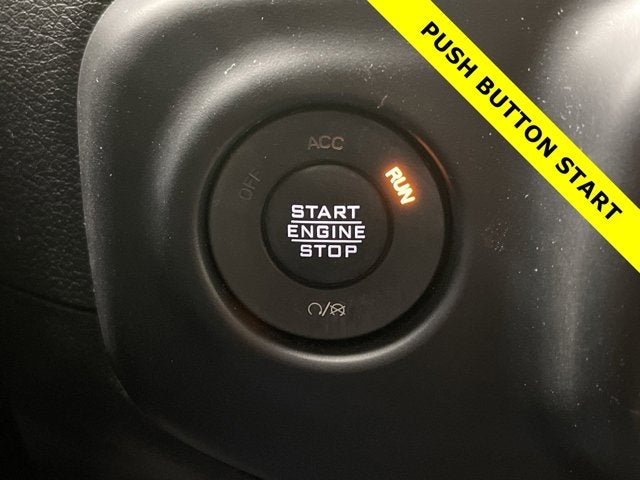 PUSH BUTTON START
ACC
OFF
RUN
START
ENGINE
STOP